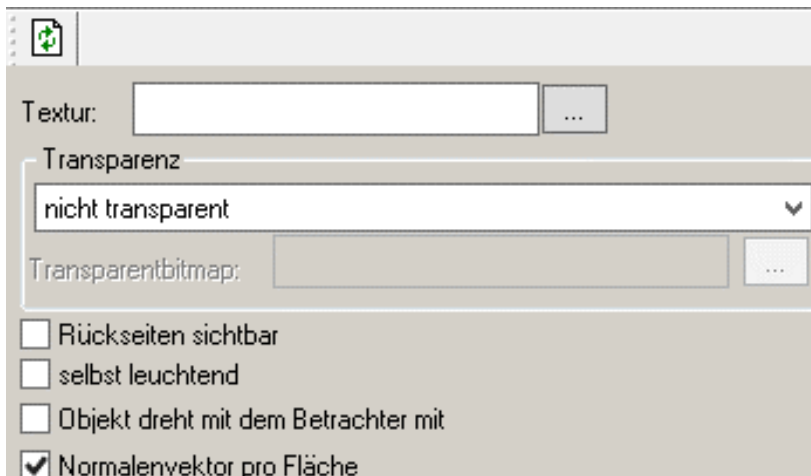 Textur:
...
Transparenz
nicht transparent
Transparentbitmap:
...
Rückseiten sichtbar
selbst leuchtend
Objekt dreht mit dem Betrachter mit
Normalenvektor pro Fläche